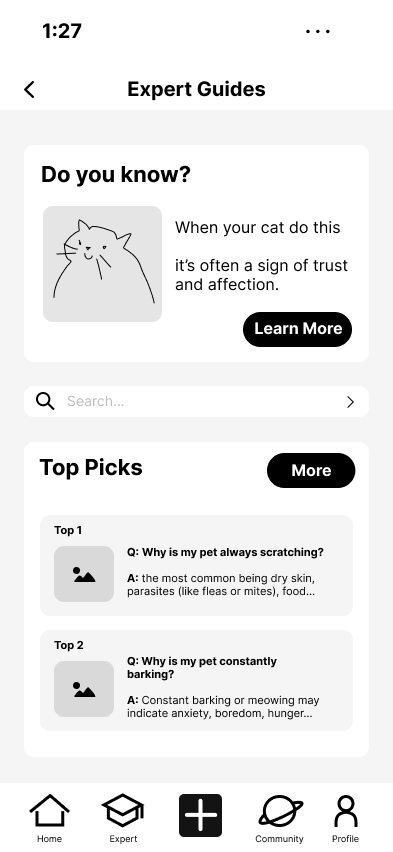 1:27
Expert Guides
Do you know?
When your cat do this
it’s often a sign of trust
and affection.
Learn More
Search...
Top Picks
More
Top 1
Q: Why is my pet always scratching?
A: the most common being dry skin,
parasites (like fleas or mites), food...
Top 2
Q: Why is my pet constantly
barking?
A: Constant barking or meowing may
indicate anxiety, boredom, hunger...
Home
Expert
Community
Profile